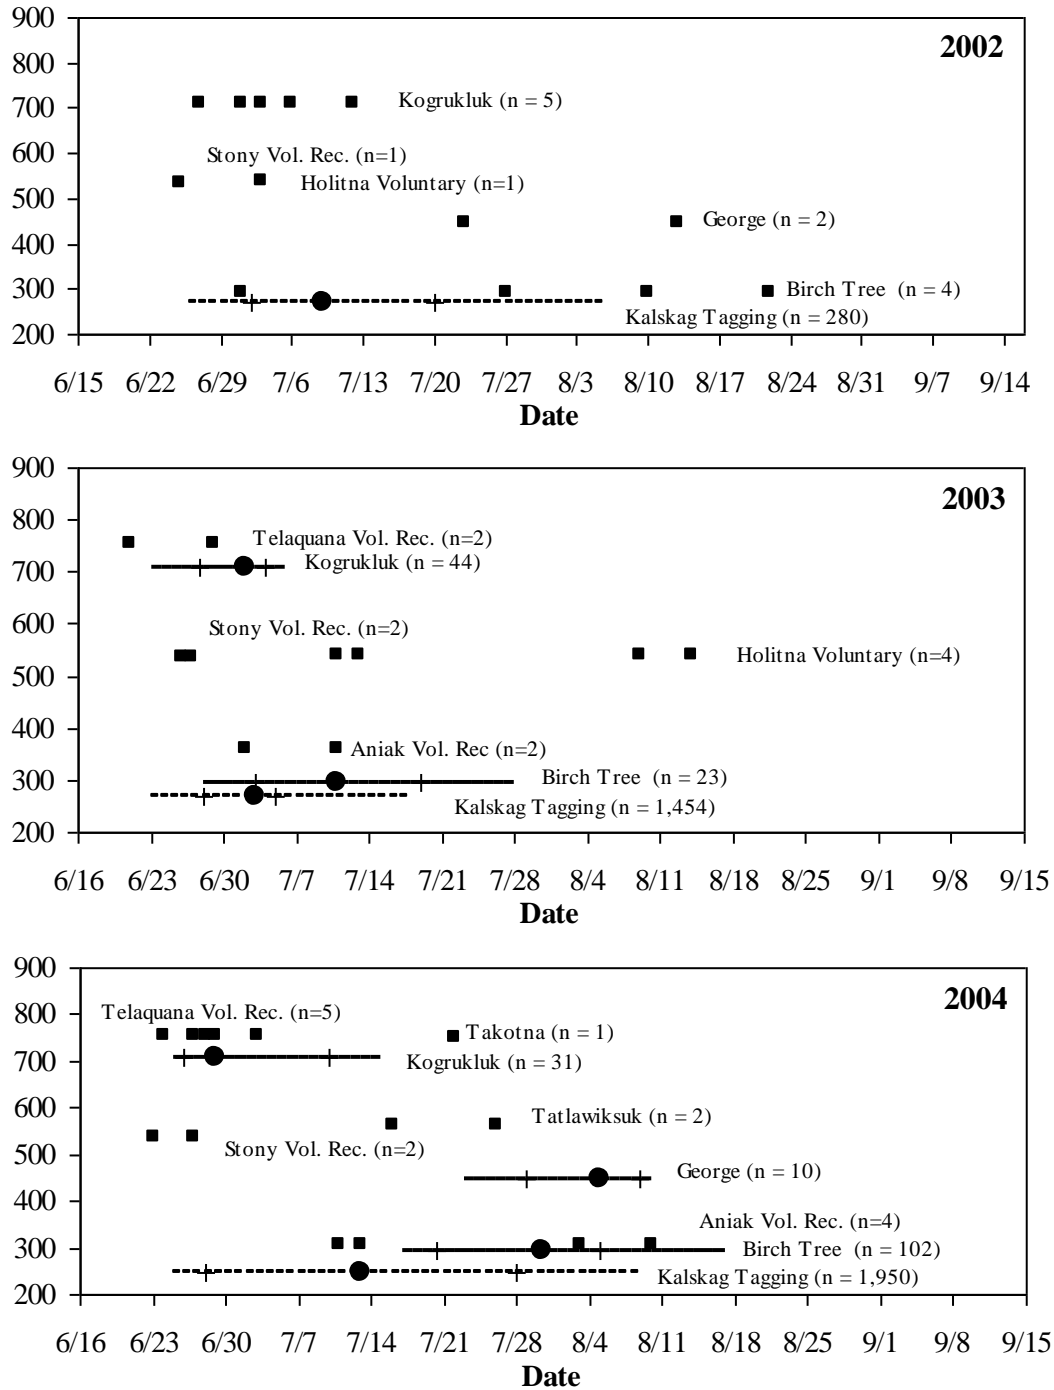 900
2002
800
700
Kogrukluk (n = 5)
600
Stony Vol. Rec. (n=1)
Holitna Voluntary (n=1)
500
George (n = 2)
400
300
Birch Tree (n = 4)
Kalskag Tagging (n = 280)
200
6/15 6/22 6/29 7/6 7/13 7/20 7/27 8/3 8/10 8/17 8/24 8/31 9/7 9/14
Date
900
2003
800
Telaquana Vol. Rec. (n=2)
700
Kogrukluk (n = 44)
600
Stony Vol. Rec. (n=2)
Holitna Voluntary (n=4)
500
400
Aniak Vol. Rec (n=2)
300
Birch Tree (n = 23)
Kalskag Tagging (n = 1,454)
200
6/16 6/23 6/30 7/7 7/14 7/21 7/28 8/4 8/11 8/18 8/25 9/1 9/8 9/15
Date
900
2004
800
Telaquana Vol. Rec. (n=5)
Takotna (n = 1)
700
Kogrukluk (n = 31)
600
Tatlawiksuk (n = 2)
Stony Vol. Rec. (n=2)
500
George (n = 10)
400
Aniak Vol. Rec. (n=4)
300
Birch Tree (n = 102)
Kalskag Tagging (n = 1,950)
200
6/16 6/23 6/30 7/7 7/14 7/21 7/28 8/4 8/11 8/18 8/25 9/1 9/8 9/15
Date